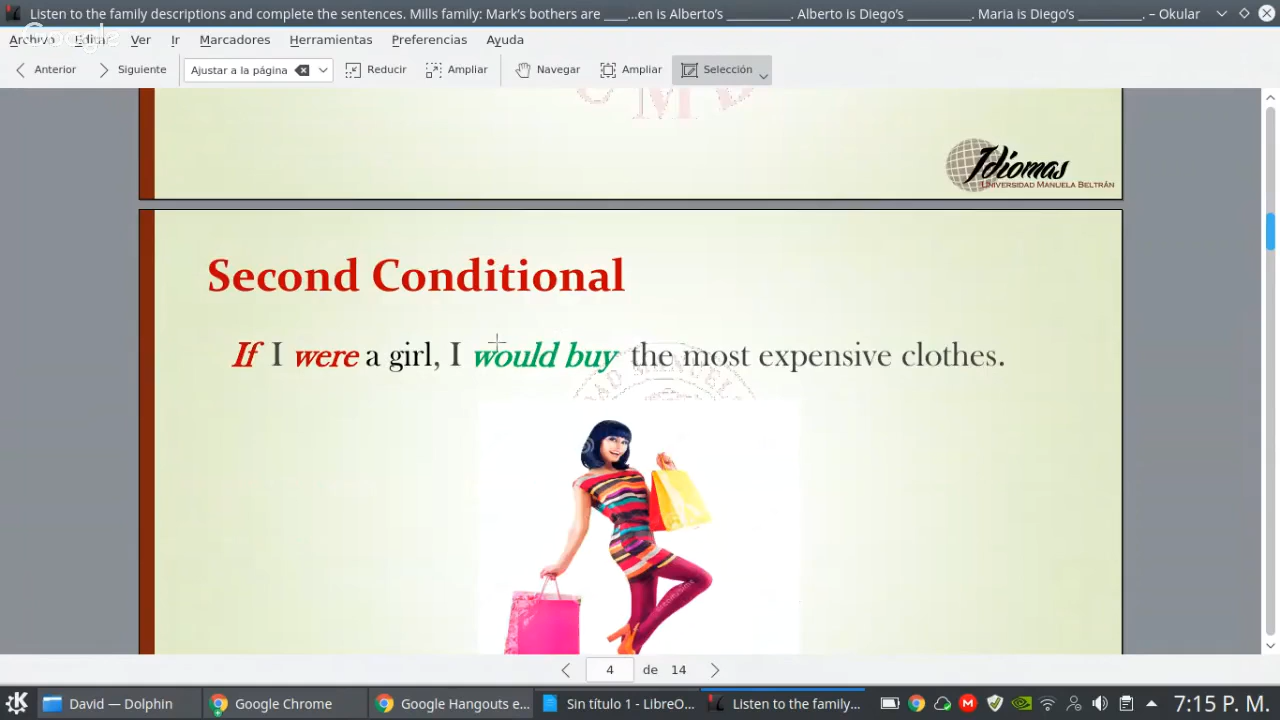 Listen to the family descriptions and complete the sentences. Mills family: Mark's bothers are ____...en is Alberto's __________. Alberto is Diego's __________. Maria is Diego's __________. – Okular
Google
Archivo Editar Ver Ir Marcadores Herramientas Preferencias Ayuda
Anterior Siguiente Ajustar a la página Reducir Ampliar Navegar Ampliar Selección
Idiomas
UNIVERSIDAD MANUELA BELTRÁN
Second Conditional
If I were a girl, I would buy the most expensive clothes.
4 de 14
David — Dolphin Google Chrome Google Hangouts e... Sin título 1 - LibreO... Listen to the family... 7:15 P. M.